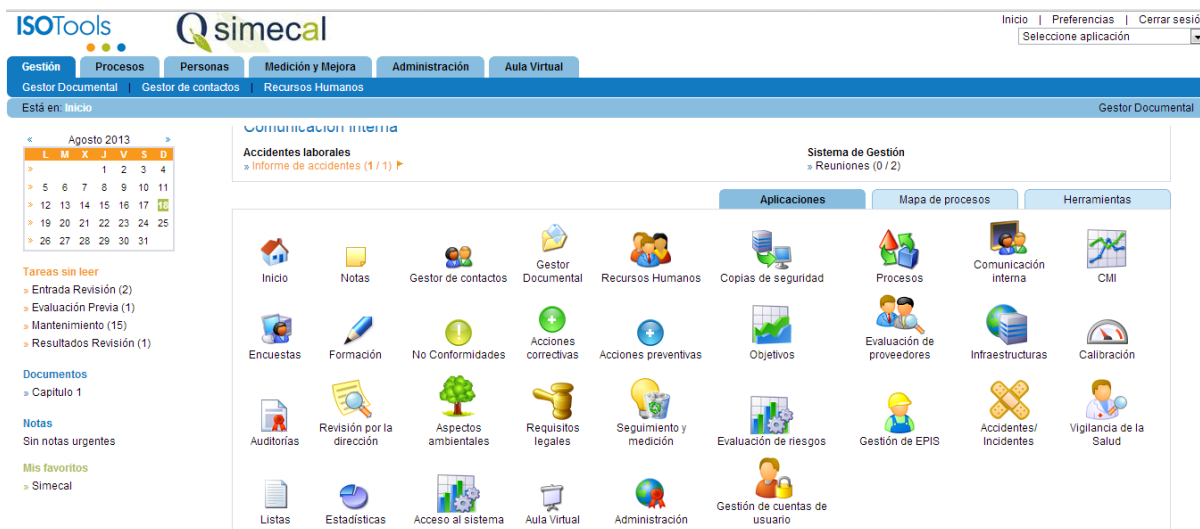 ISOTools simecal
Inicio | Preferencias | Cerrar sesió
Seleccione aplicación
Gestión Procesos Personas Medición y Mejora Administración Aula Virtual
Gestor Documental | Gestor de contactos | Recursos Humanos
Está en: Inicio
Gestor Documental
« Agosto 2013 »
L M X J V S D
» 1 2 3 4
» 5 6 7 8 9 10 11
» 12 13 14 15 16 17 18
» 19 20 21 22 23 24 25
» 26 27 28 29 30 31
Tareas sin leer
» Entrada Revisión (2)
» Evaluación Previa (1)
» Mantenimiento (15)
» Resultados Revisión (1)
Documentos
» Capitulo 1
Notas
Sin notas urgentes
Mis favoritos
» Simecal
Comunicación interna
Accidentes laborales
» Informe de accidentes (1 / 1)
Sistema de Gestión
» Reuniones (0 / 2)
Aplicaciones Mapa de procesos Herramientas
Inicio
Notas
Gestor de contactos
Gestor
Documental
Recursos Humanos
Copias de seguridad
Procesos
Comunicación
interna
CMI
Encuestas
Formación
No Conformidades
Acciones
correctivas
Acciones preventivas
Objetivos
Evaluación de
proveedores
Infraestructuras
Calibración
Auditorías
Revisión por la
dirección
Aspectos
ambientales
Requisitos
legales
Seguimiento y
medición
Evaluación de riesgos
Gestión de EPIS
Accidentes/
Incidentes
Vigilancia de la
Salud
Listas
Estadísticas
Acceso al sistema
Aula Virtual
Administración
Gestión de cuentas de
usuario